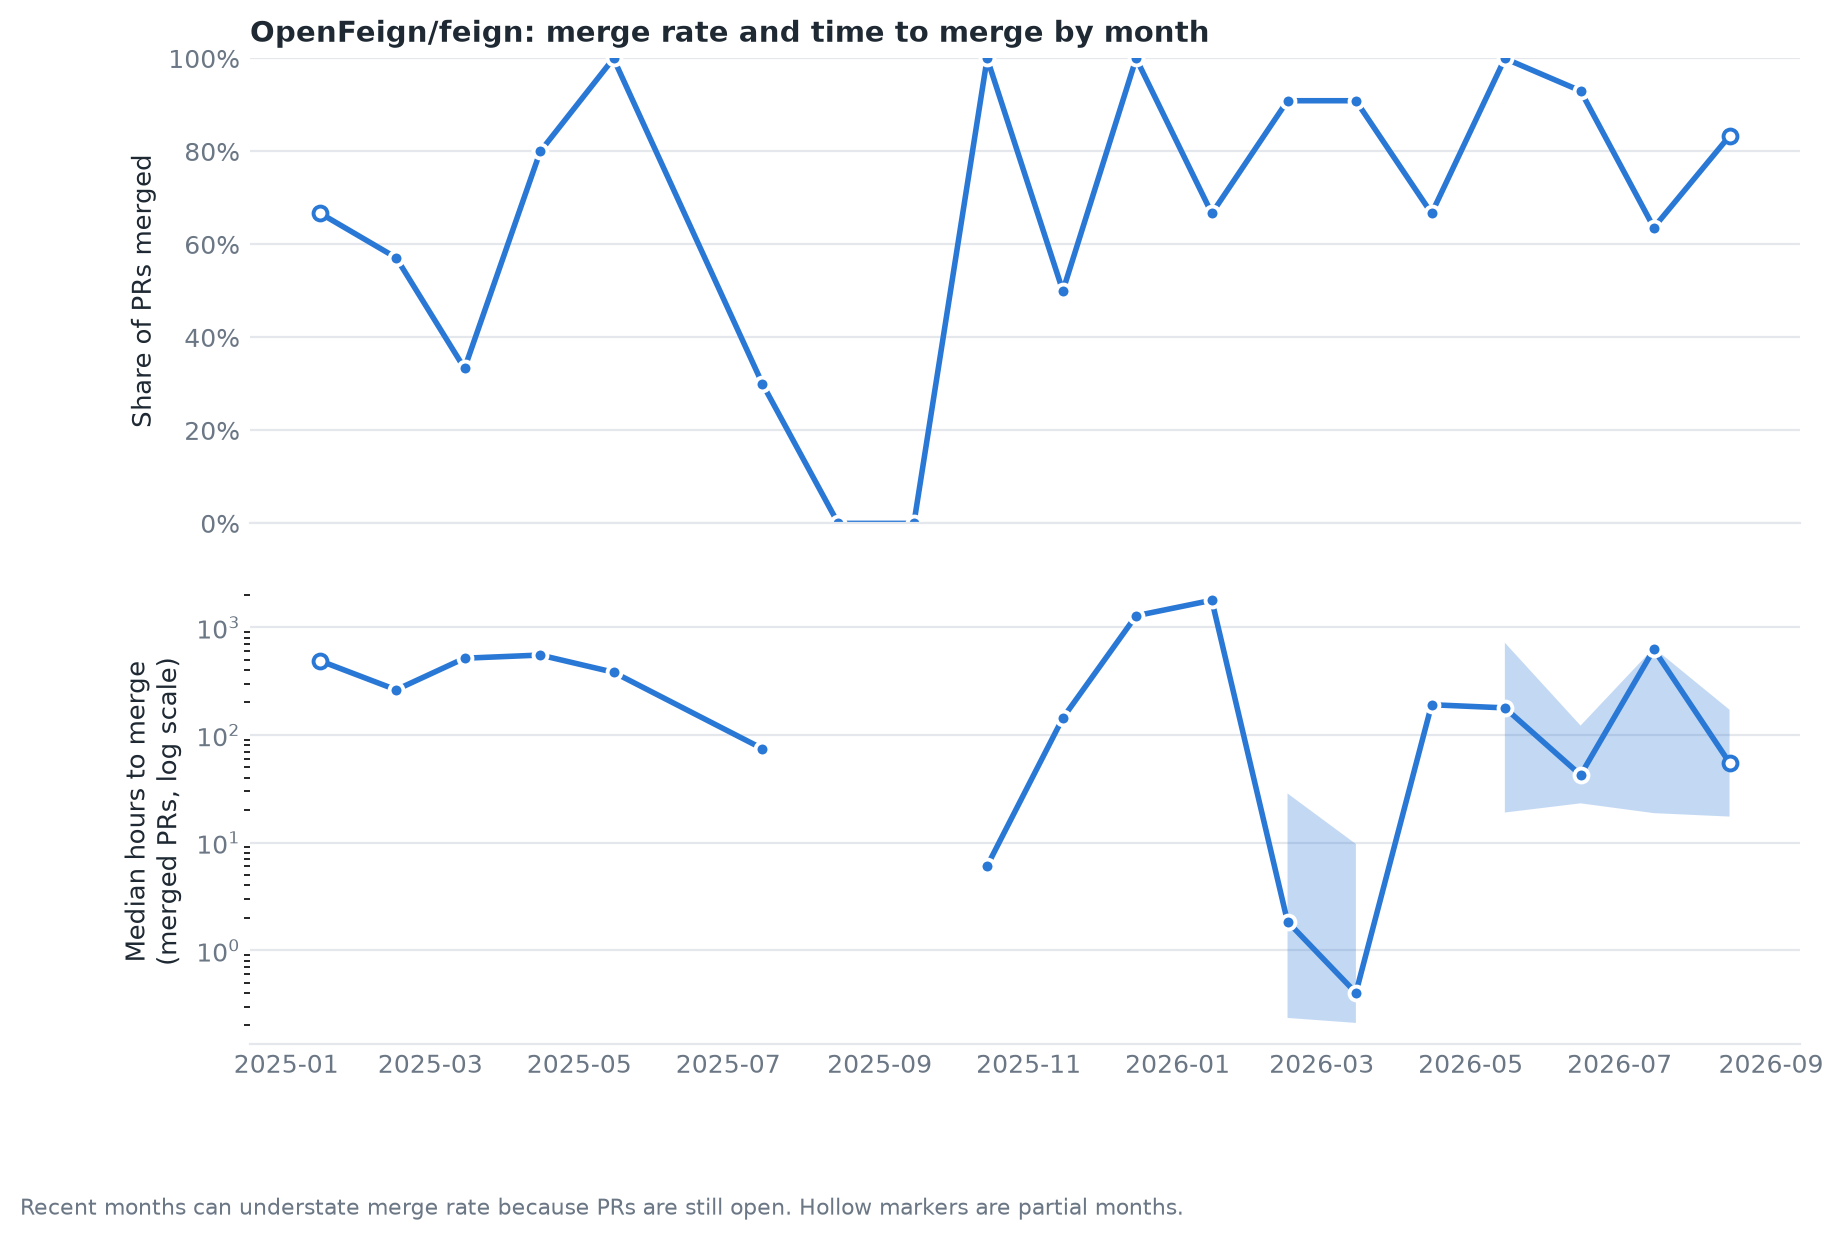 OpenFeign/feign: merge rate and time to merge by month
100%
80%
60%
40%
20%
0%
Share of PRs merged
10³
10²
10¹
10⁰
Median hours to merge
(merged PRs, log scale)
2025-01 2025-03 2025-05 2025-07 2025-09 2025-11 2026-01 2026-03 2026-05 2026-07 2026-09
Recent months can understate merge rate because PRs are still open. Hollow markers are partial months.